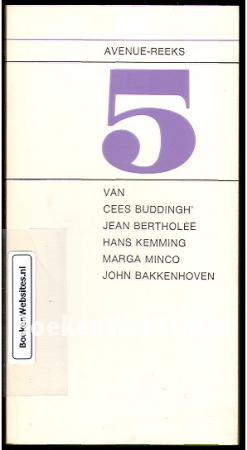 AVENUE-REEKS
5
VAN
CEES BUDDINGH'
JEAN BERTHOLEE
HANS KEMMING
MARGA MINCO
JOHN BAKKENHOVEN
BoekenWebsites.nl